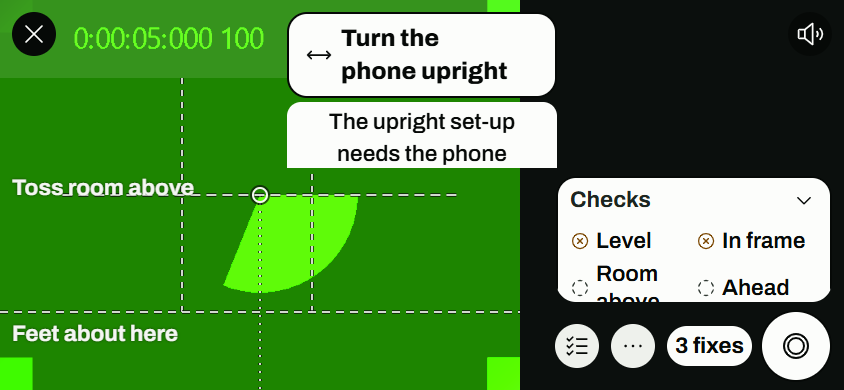 0:00:05:000 100
Turn the
phone upright
The upright set-up
needs the phone
Toss room above
Feet about here
Checks
Level
In frame
Room
above
Ahead
3 fixes